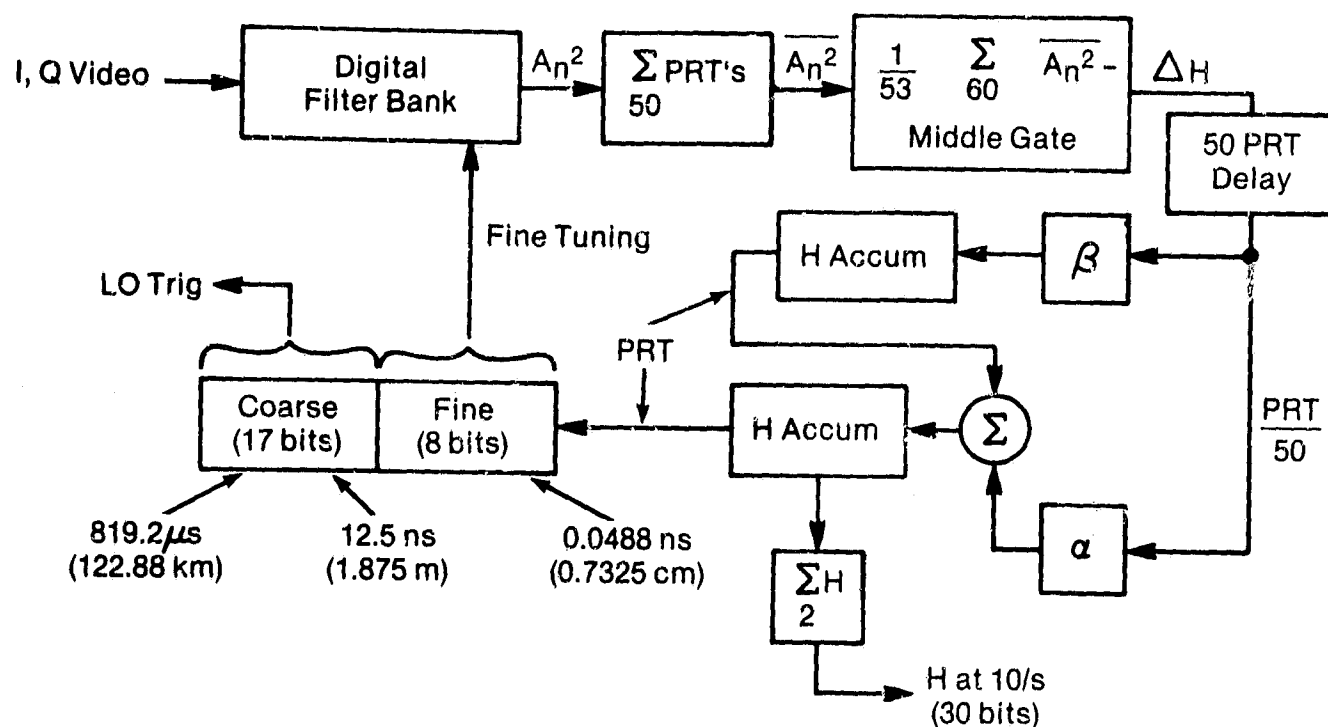 I, Q Video
Digital
Filter Bank
An²
Σ PRT's
50
An²
1/53 Σ 60 An² -
Middle Gate
ΔH
50 PRT
Delay
Fine Tuning
H Accum
β
LO Trig
PRT
Coarse
(17 bits)
Fine
(8 bits)
H Accum
Σ
PRT
50
819.2μs
(122.88 km)
12.5 ns
(1.875 m)
0.0488 ns
(0.7325 cm)
α
ΣH
2
H at 10/s
(30 bits)